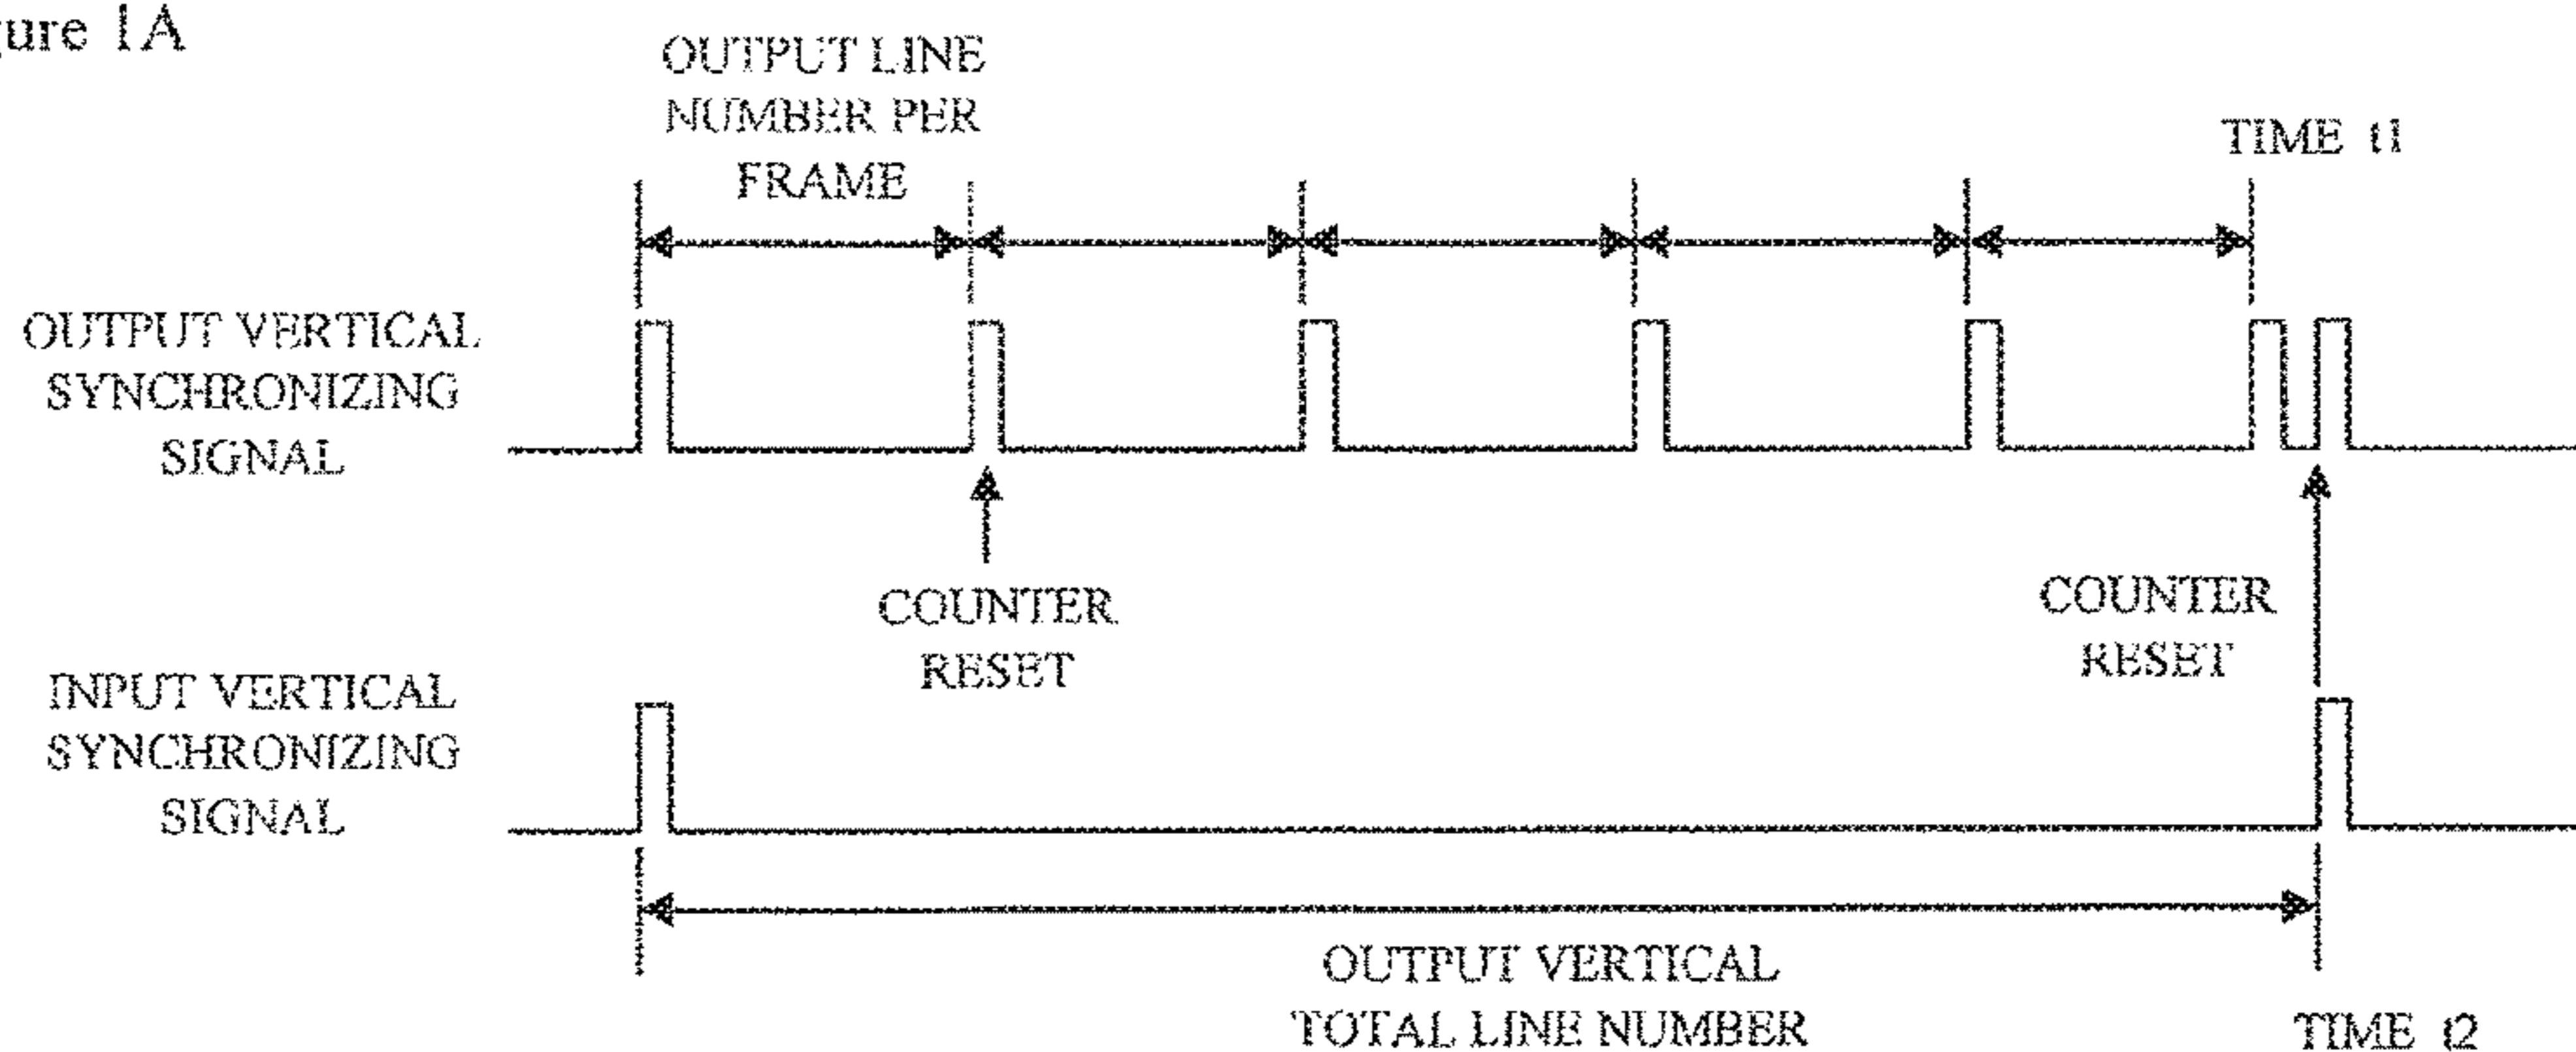 ure 1A
OUTPUT LINE
NUMBER PER
FRAME
TIME t1
OUTPUT VERTICAL
SYNCHRONIZING
SIGNAL
COUNTER
RESET
COUNTER
RESET
INPUT VERTICAL
SYNCHRONIZING
SIGNAL
OUTPUT VERTICAL
TOTAL LINE NUMBER
TIME t2